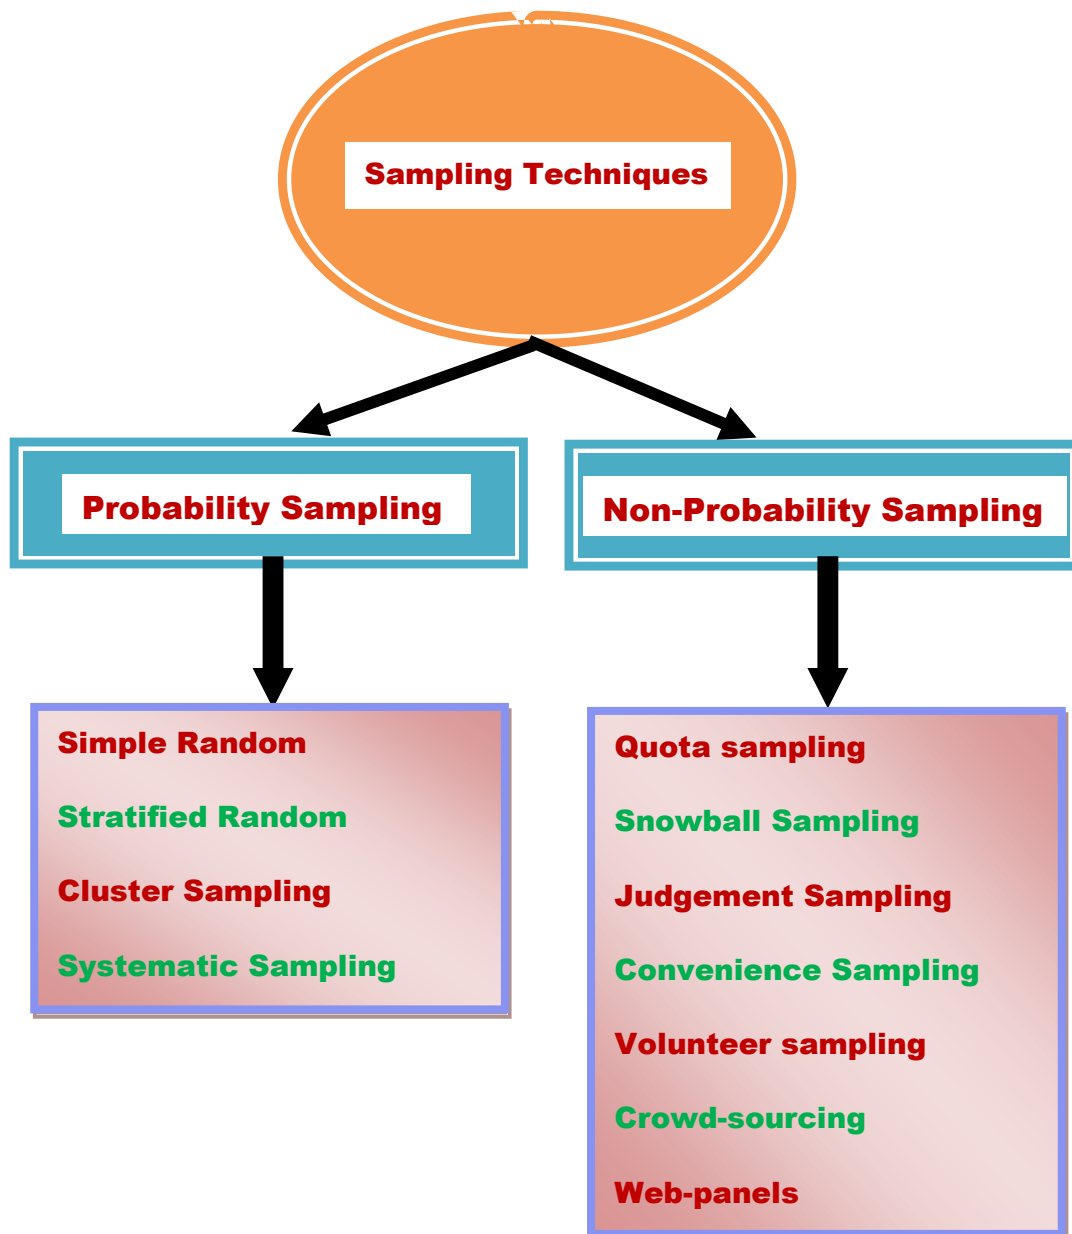 Sampling Techniques
Probability Sampling
Non-Probability Sampling
Simple Random
Stratified Random
Cluster Sampling
Systematic Sampling
Quota sampling
Snowball Sampling
Judgement Sampling
Convenience Sampling
Volunteer sampling
Crowd-sourcing
Web-panels